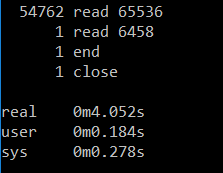 54762 read 65536
1 read 6458
1 end
1 close
real 0m4.052s
user 0m0.184s
sys 0m0.278s